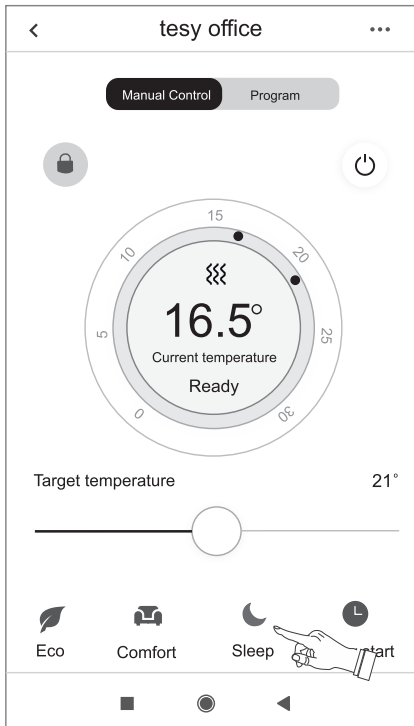 tesy office
Manual Control Program
15
10 20
5 25
0 30
16.5°
Current temperature
Ready
Target temperature 21°
Eco Comfort Sleep